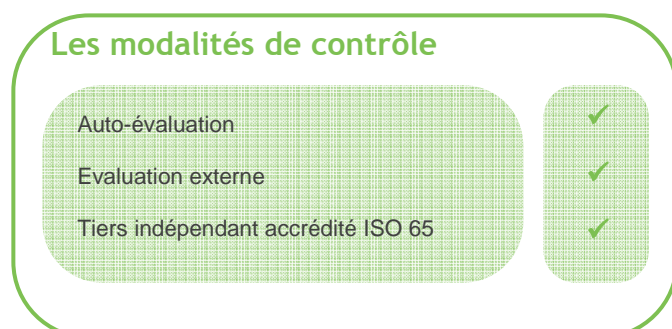 Les modalités de contrôle
Auto-évaluation ✓
Evaluation externe ✓
Tiers indépendant accrédité ISO 65 ✓